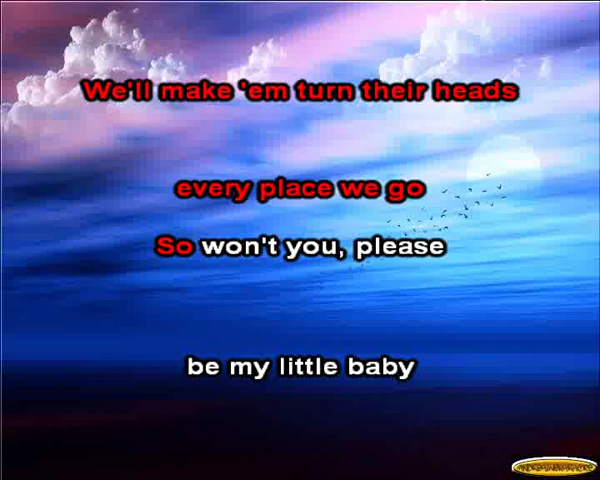 We'll make 'em turn their heads
every place we go
So won't you, please
be my little baby